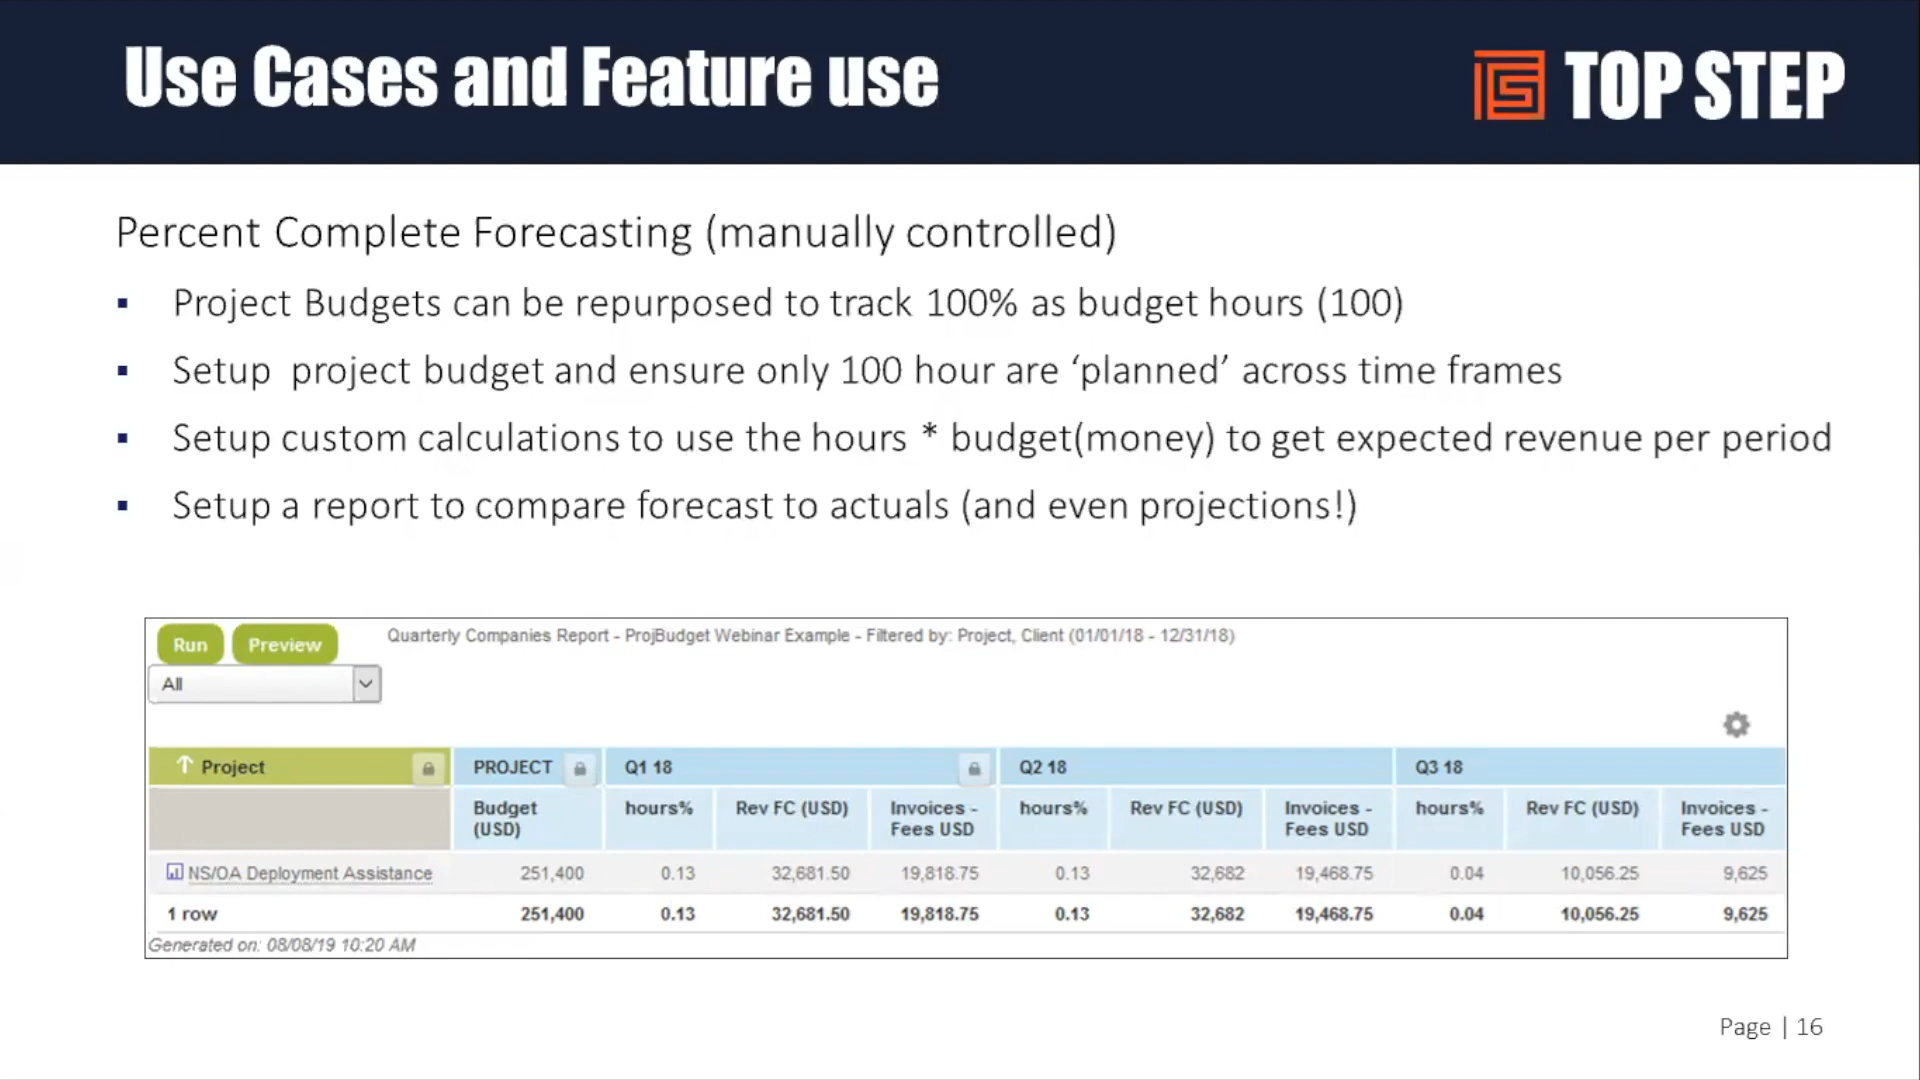 Use Cases and Feature use
TOP STEP
Percent Complete Forecasting (manually controlled)
▪ Project Budgets can be repurposed to track 100% as budget hours (100)
▪ Setup project budget and ensure only 100 hour are ‘planned’ across time frames
▪ Setup custom calculations to use the hours * budget(money) to get expected revenue per period
▪ Setup a report to compare forecast to actuals (and even projections!)
Run Preview Quarterly Companies Report - ProjBudget Webinar Example - Filtered by: Project, Client (01/01/18 - 12/31/18)
All
↑ Project PROJECT Q1 18 Q2 18 Q3 18
Budget (USD) hours% Rev FC (USD) Invoices - Fees USD hours% Rev FC (USD) Invoices - Fees USD hours% Rev FC (USD) Invoices - Fees USD
NS/OA Deployment Assistance 251,400 0.13 32,681.50 19,818.75 0.13 32,682 19,468.75 0.04 10,056.25 9,625
1 row 251,400 0.13 32,681.50 19,818.75 0.13 32,682 19,468.75 0.04 10,056.25 9,625
Generated on: 08/08/19 10:20 AM
Page | 16